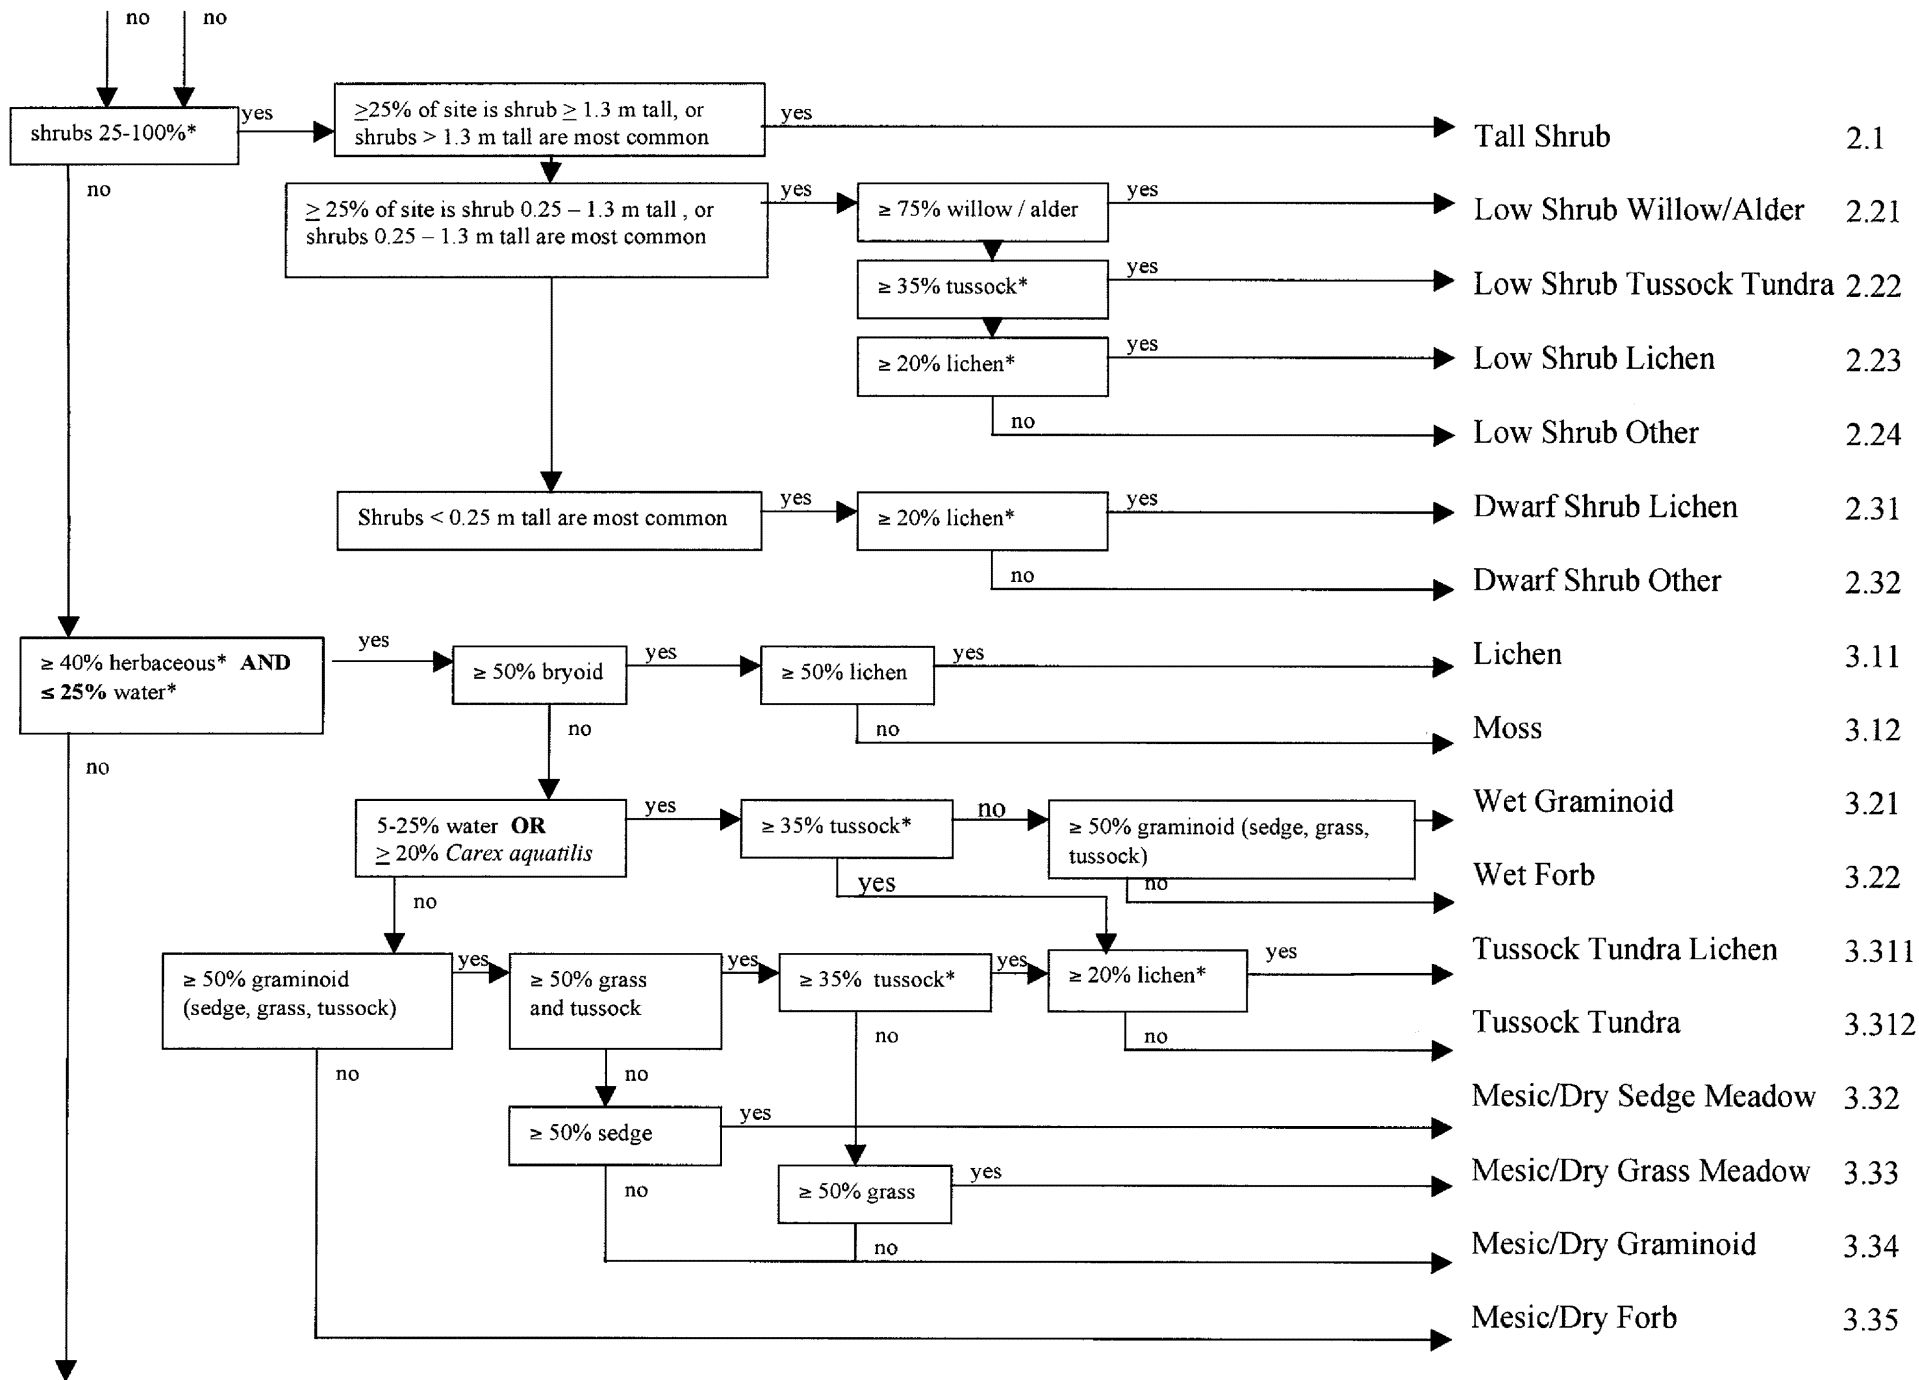 no no
shrubs 25-100%*
yes
≥25% of site is shrub ≥ 1.3 m tall, or
shrubs > 1.3 m tall are most common
yes
Tall Shrub 2.1
no
≥ 25% of site is shrub 0.25 – 1.3 m tall , or
shrubs 0.25 – 1.3 m tall are most common
yes
≥ 75% willow / alder
yes
Low Shrub Willow/Alder 2.21
≥ 35% tussock*
yes
Low Shrub Tussock Tundra 2.22
≥ 20% lichen*
yes
Low Shrub Lichen 2.23
no
Low Shrub Other 2.24
Shrubs < 0.25 m tall are most common
yes
≥ 20% lichen*
yes
Dwarf Shrub Lichen 2.31
no
Dwarf Shrub Other 2.32
≥ 40% herbaceous* AND
≤ 25% water*
yes
≥ 50% bryoid
yes
≥ 50% lichen
yes
Lichen 3.11
no
no
Moss 3.12
no
5-25% water OR
≥ 20% Carex aquatilis
yes
≥ 35% tussock*
no
≥ 50% graminoid (sedge, grass,
tussock)
Wet Graminoid 3.21
yes
no
Wet Forb 3.22
no
≥ 50% graminoid
(sedge, grass, tussock)
yes
≥ 50% grass
and tussock
yes
≥ 35% tussock*
yes
≥ 20% lichen*
yes
Tussock Tundra Lichen 3.311
no
no
Tussock Tundra 3.312
no
no
≥ 50% sedge
yes
Mesic/Dry Sedge Meadow 3.32
no
≥ 50% grass
yes
Mesic/Dry Grass Meadow 3.33
no
Mesic/Dry Graminoid 3.34
Mesic/Dry Forb 3.35